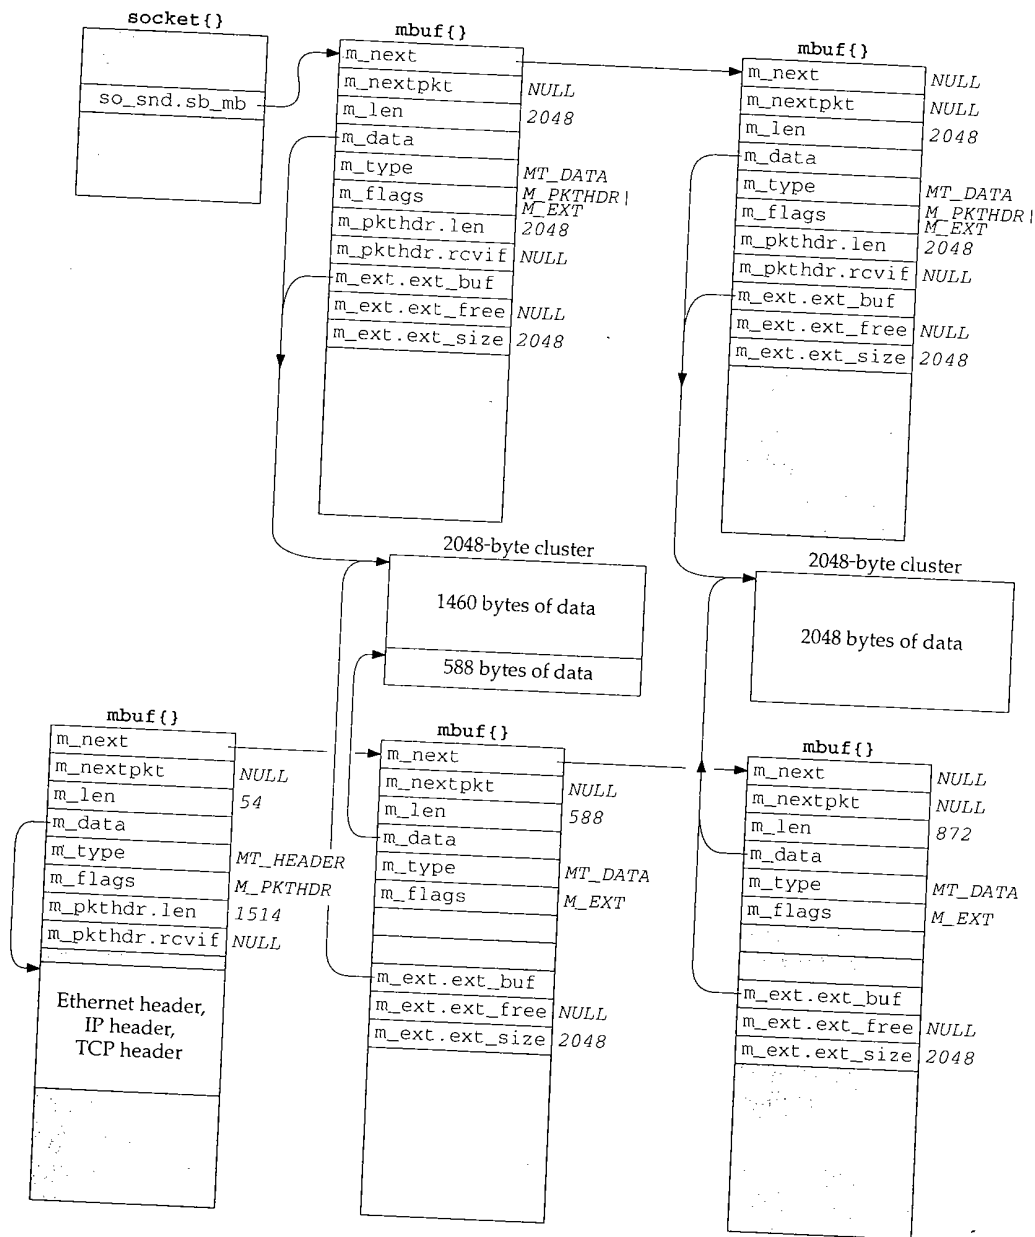 socket{}
so_snd.sb_mb
mbuf{}
m_next
m_nextpkt NULL
m_len 2048
m_data
m_type MT_DATA
m_flags M_PKTHDR|
M_EXT
m_pkthdr.len 2048
m_pkthdr.rcvif NULL
m_ext.ext_buf
m_ext.ext_free NULL
m_ext.ext_size 2048
mbuf{}
m_next NULL
m_nextpkt NULL
m_len 2048
m_data
m_type MT_DATA
m_flags M_PKTHDR|
M_EXT
m_pkthdr.len 2048
m_pkthdr.rcvif NULL
m_ext.ext_buf
m_ext.ext_free NULL
m_ext.ext_size 2048
2048-byte cluster
1460 bytes of data
588 bytes of data
2048-byte cluster
2048 bytes of data
mbuf{}
m_next
m_nextpkt NULL
m_len 54
m_data
m_type MT_HEADER
m_flags M_PKTHDR
m_pkthdr.len 1514
m_pkthdr.rcvif NULL
Ethernet header,
IP header,
TCP header
mbuf{}
m_next
m_nextpkt NULL
m_len 588
m_data
m_type MT_DATA
m_flags M_EXT
m_ext.ext_buf
m_ext.ext_free NULL
m_ext.ext_size 2048
mbuf{}
m_next NULL
m_nextpkt NULL
m_len 872
m_data
m_type MT_DATA
m_flags M_EXT
m_ext.ext_buf
m_ext.ext_free NULL
m_ext.ext_size 2048